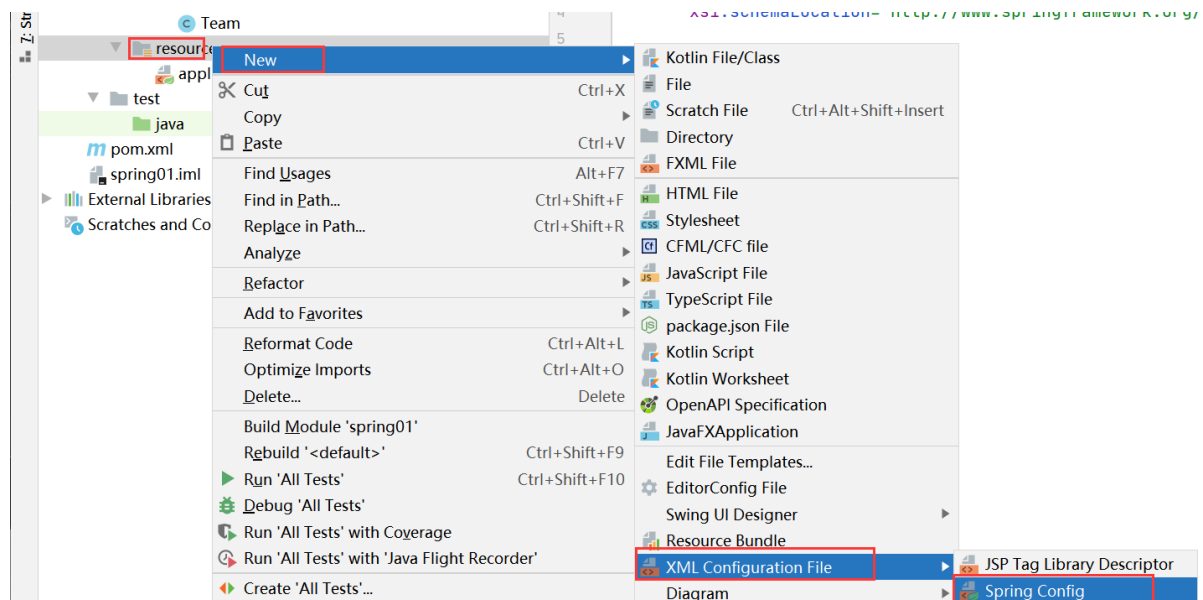 Z: Str
Team
4
xsi:schemaLocation="http://www.springframework.org/
5
resource
appl
test
java
pom.xml
spring01.iml
External Libraries
Scratches and Co
New
Cut Ctrl+X
Copy
Paste Ctrl+V
Find Usages Alt+F7
Find in Path... Ctrl+Shift+F
Replace in Path... Ctrl+Shift+R
Analyze
Refactor
Add to Favorites
Reformat Code Ctrl+Alt+L
Optimize Imports Ctrl+Alt+O
Delete... Delete
Build Module 'spring01'
Rebuild '<default>' Ctrl+Shift+F9
Run 'All Tests' Ctrl+Shift+F10
Debug 'All Tests'
Run 'All Tests' with Coverage
Run 'All Tests' with 'Java Flight Recorder'
Create 'All Tests'...
Kotlin File/Class
File
Scratch File Ctrl+Alt+Shift+Insert
Directory
FXML File
HTML File
Stylesheet
CFML/CFC file
JavaScript File
TypeScript File
package.json File
Kotlin Script
Kotlin Worksheet
OpenAPI Specification
JavaFXApplication
Edit File Templates...
EditorConfig File
Swing UI Designer
Resource Bundle
XML Configuration File
Diagram
JSP Tag Library Descriptor
Spring Config